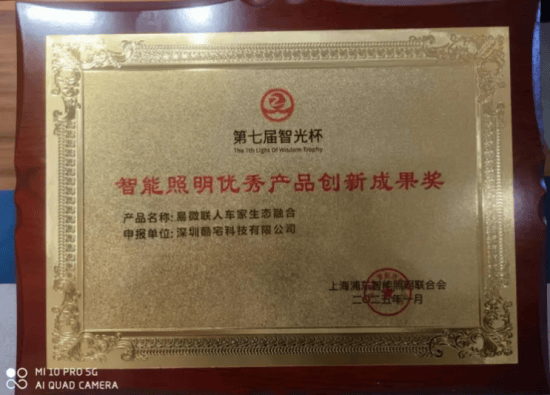 第七届智光杯
The 7th Light Of Wisdom Trophy
智能照明优秀产品创新成果奖
产品名称: 易微联人车家生态融合
申报单位: 深圳酷宅科技有限公司
上海浦东智能照明联合会
二〇二五年一月
MI 10 PRO 5G
AI QUAD CAMERA